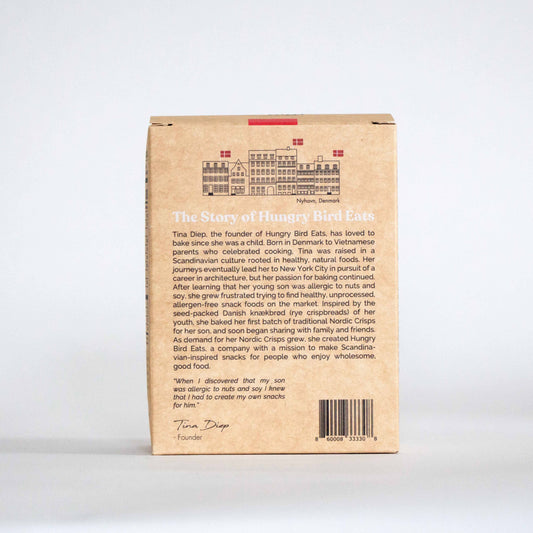 Nyhavn, Denmark
The Story of Hungry Bird Eats
Tina Diep, the founder of Hungry Bird Eats, has loved to
bake since she was a child. Born in Denmark to Vietnamese
parents who celebrated cooking, Tina was raised in a
Scandinavian culture rooted in healthy, natural foods. Her
journeys eventually lead her to New York City in pursuit of a
career in architecture, but her passion for baking continued.
After learning that her young son was allergic to nuts and
soy, she grew frustrated trying to find healthy, unprocessed,
allergen-free snack foods on the market. Inspired by the
seed-packed Danish knækbrød (rye crispbreads) of her
youth, she baked her first batch of traditional Nordic Crisps
for her son, and soon began sharing with family and friends.
As demand for her Nordic Crisps grew, she created Hungry
Bird Eats, a company with a mission to make Scandina-
vian-inspired snacks for people who enjoy wholesome,
good food.
"When I discovered that my son
was allergic to nuts and soy I knew
that I had to create my own snacks
for him."
Tina Diep
- Founder
8 60008 33330 8